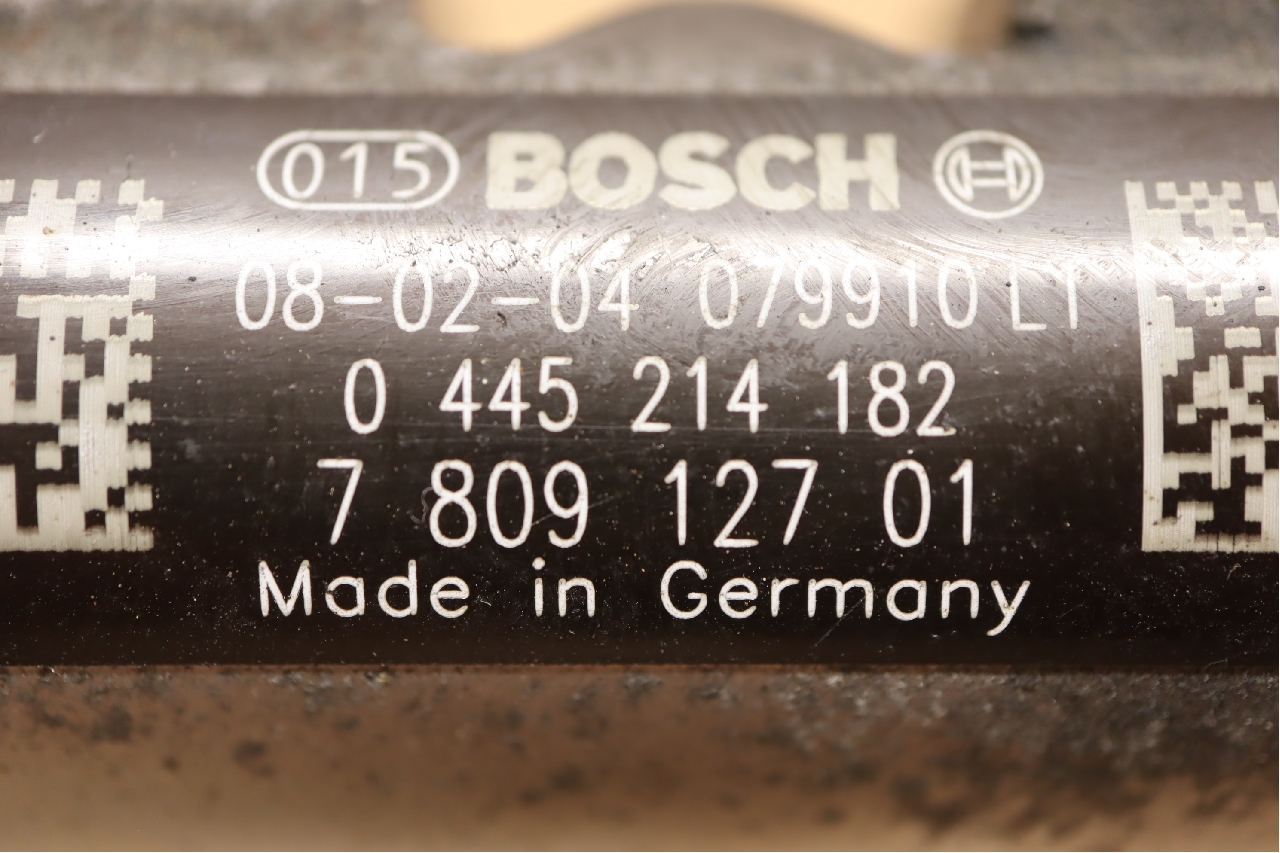 015 BOSCH
08-02-04 079910 LT
0 445 214 182
7 809 127 01
Made in Germany